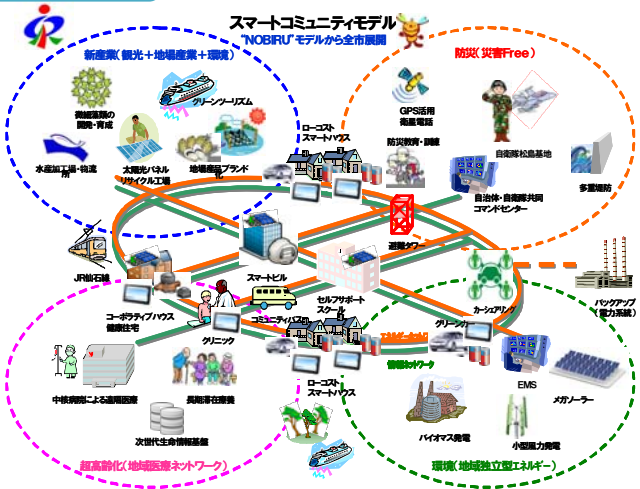 スマートコミュニティモデル
“NOBIRU”モデルから全市展開
新産業(観光+地場産業+環境)
防災(災害Free)
微細藻類の
開発・育成
グリーンツーリズム
水産加工場・物流
所
太陽光パネル
リサイクル工場
地場産品ブランド
化
ローコスト
スマートハウス
GPS活用
衛星電話
防災教育・訓練
自衛隊松島基地
多重堤防
自治体・自衛隊共同
コマンドセンター
避難タワー
JR仙石線
スマートビル
セルフサポート
スクール
カーシェアリング
バックアップ
(電力系統)
コーポラティブハウス
健康住宅
コミュニティバス
クリニック
グリーンカー
情報ネットワーク
ローコスト
スマートハウス
中核病院による遠隔医療
長期滞在療養
次世代生命情報基盤
EMS
メガソーラー
バイオマス発電
小型風力発電
超高齢化(地域医療ネットワーク)
環境(地域独立型エネルギー)